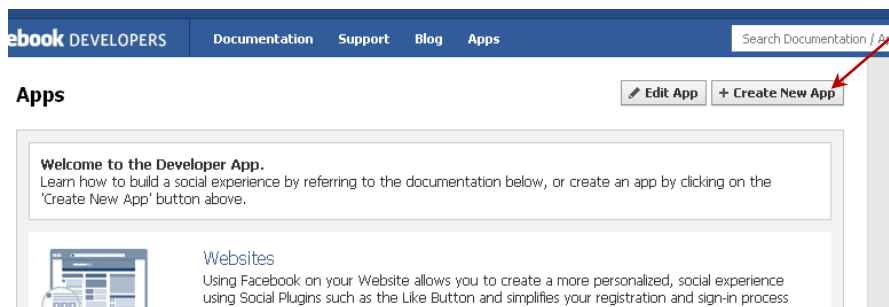 ebook DEVELOPERS Documentation Support Blog Apps Search Documentation /
Apps Edit App + Create New App
Welcome to the Developer App.
Learn how to build a social experience by referring to the documentation below, or create an app by clicking on the
'Create New App' button above.
Websites
Using Facebook on your Website allows you to create a more personalized, social experience
using Social Plugins such as the Like Button and simplifies your registration and sign-in process